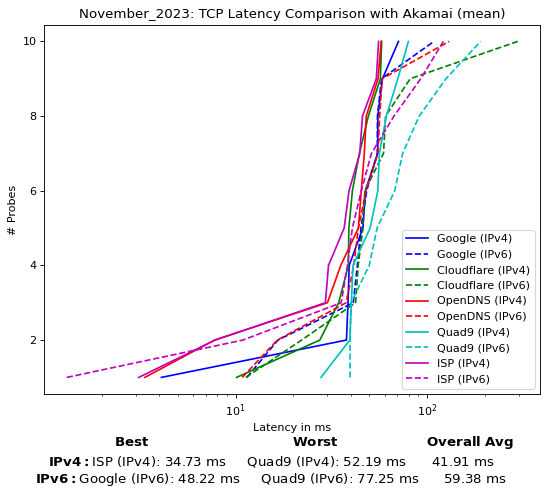 November_2023: TCP Latency Comparison with Akamai (mean)
10
8
6
4
2
# Probes
Google (IPv4)
Google (IPv6)
Cloudflare (IPv4)
Cloudflare (IPv6)
OpenDNS (IPv4)
OpenDNS (IPv6)
Quad9 (IPv4)
Quad9 (IPv6)
ISP (IPv4)
ISP (IPv6)
10¹ 10²
Latency in ms
Best Worst Overall Avg
IPv4: ISP (IPv4): 34.73 ms Quad9 (IPv4): 52.19 ms 41.91 ms
IPv6: Google (IPv6): 48.22 ms Quad9 (IPv6): 77.25 ms 59.38 ms